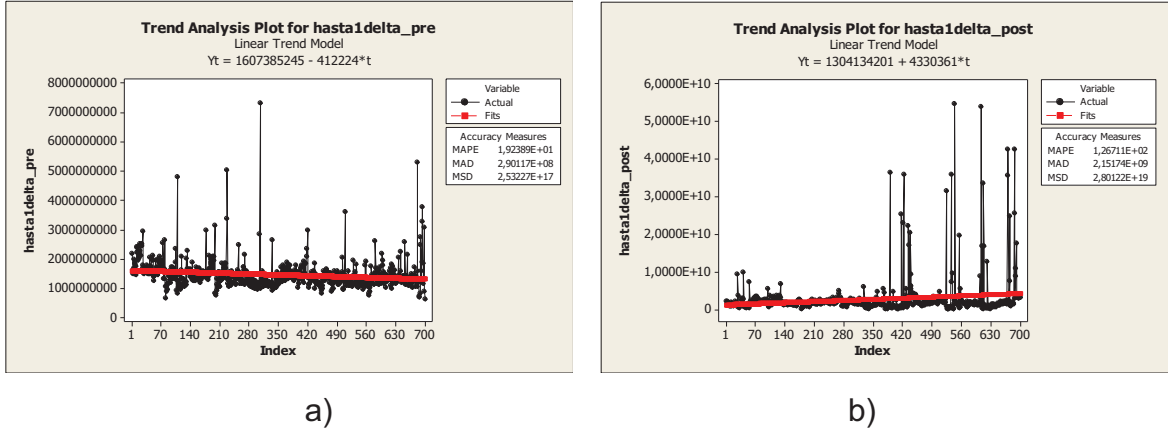 Trend Analysis Plot for hasta1delta_pre
Linear Trend Model
Yt = 1607385245 - 412224*t
8000000000
7000000000
6000000000
5000000000
4000000000
3000000000
2000000000
1000000000
0
hasta1delta_pre
1 70 140 210 280 350 420 490 560 630 700
Index
Variable
Actual
Fits
Accuracy Measures
MAPE 1,92389E+01
MAD 2,90117E+08
MSD 2,53227E+17
a)
Trend Analysis Plot for hasta1delta_post
Linear Trend Model
Yt = 1304134201 + 4330361*t
6,0000E+10
5,0000E+10
4,0000E+10
3,0000E+10
2,0000E+10
1,0000E+10
0
hasta1delta_post
1 70 140 210 280 350 420 490 560 630 700
Index
Variable
Actual
Fits
Accuracy Measures
MAPE 1,26711E+02
MAD 2,15174E+09
MSD 2,80122E+19
b)